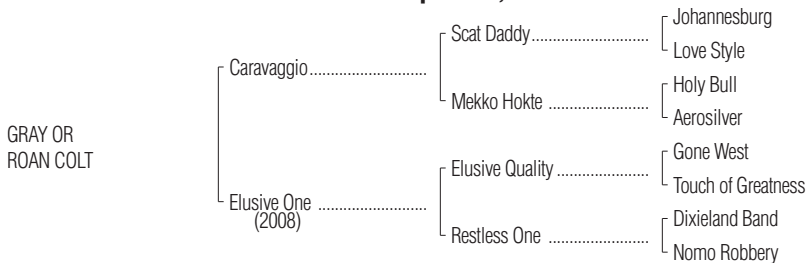 Johannesburg
Scat Daddy
Love Style
Caravaggio
Holy Bull
Mekko Hokte
Aerosilver
GRAY OR
ROAN COLT
Gone West
Elusive Quality
Touch of Greatness
Elusive One
(2008)
Dixieland Band
Restless One
Nomo Robbery